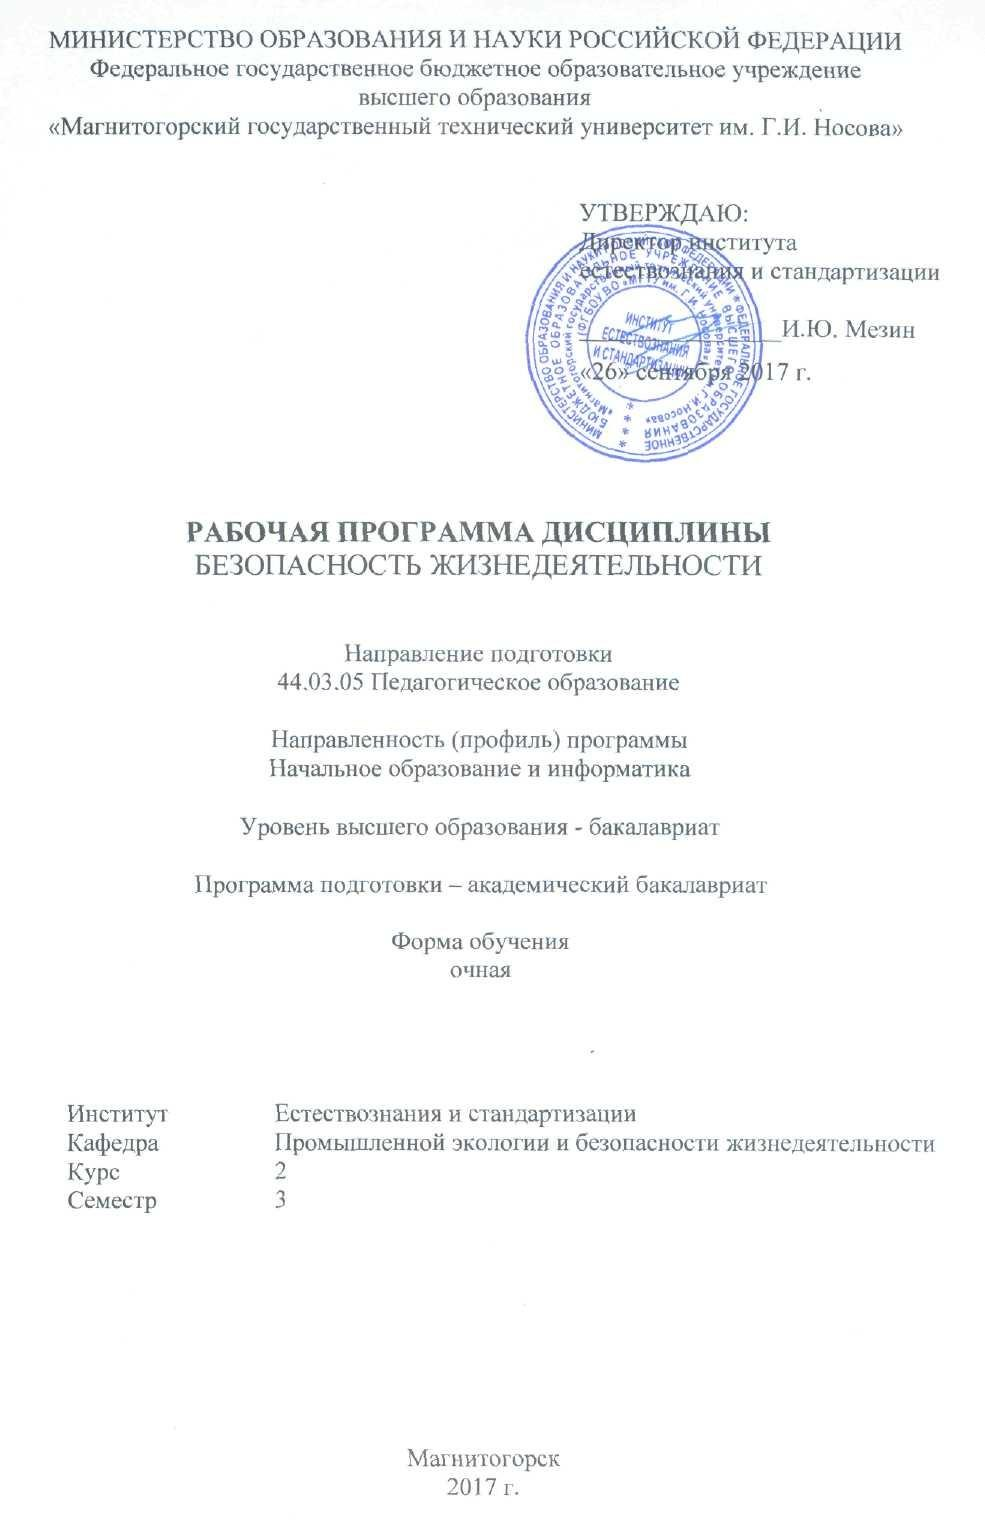 МИНИСТЕРСТВО ОБРАЗОВАНИЯ И НАУКИ РОССИЙСКОЙ ФЕДЕРАЦИИ
Федеральное государственное бюджетное образовательное учреждение
высшего образования
«Магнитогорский государственный технический университет им. Г.И. Носова»
УТВЕРЖДАЮ:
Директор института
естествознания и стандартизации
И.Ю. Мезин
«26» сентября 2017 г.
ИНСТИТУТ
ЕСТЕСТВОЗНАНИЯ
И СТАНДАРТИЗАЦИИ
РАБОЧАЯ ПРОГРАММА ДИСЦИПЛИНЫ
БЕЗОПАСНОСТЬ ЖИЗНЕДЕЯТЕЛЬНОСТИ
Направление подготовки
44.03.05 Педагогическое образование
Направленность (профиль) программы
Начальное образование и информатика
Уровень высшего образования - бакалавриат
Программа подготовки – академический бакалавриат
Форма обучения
очная
Институт Естествознания и стандартизации
Кафедра Промышленной экологии и безопасности жизнедеятельности
Курс 2
Семестр 3
Магнитогорск
2017 г.